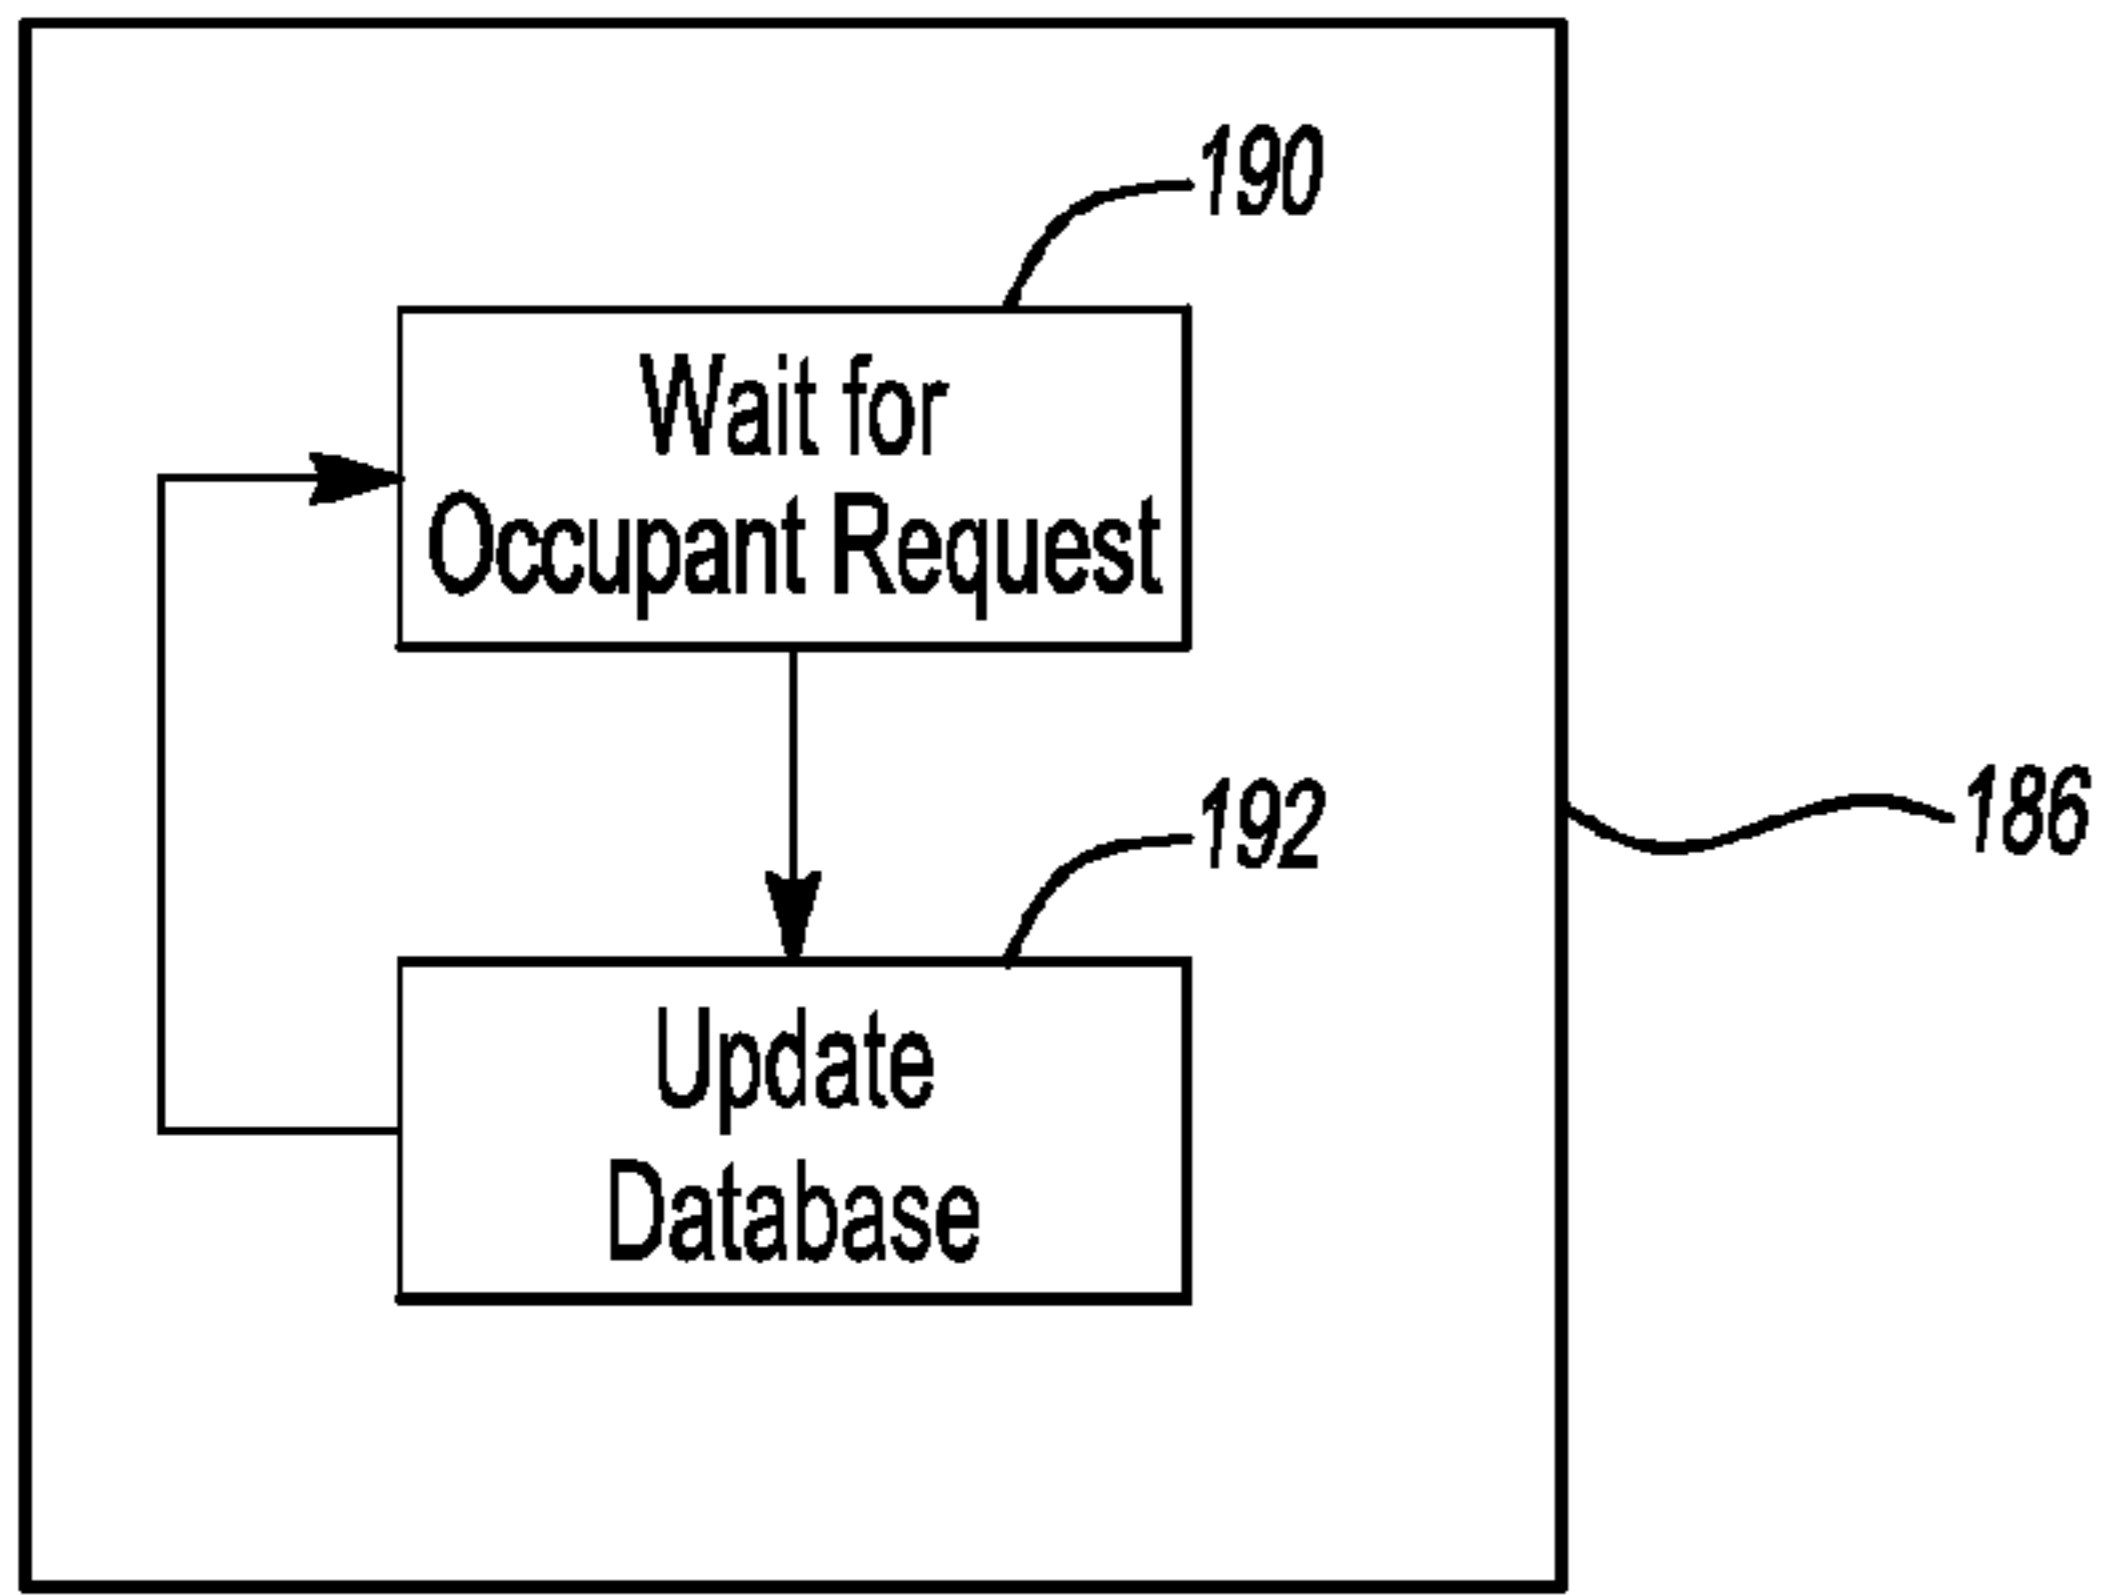 190
Wait for
Occupant Request
192
186
Update
Database